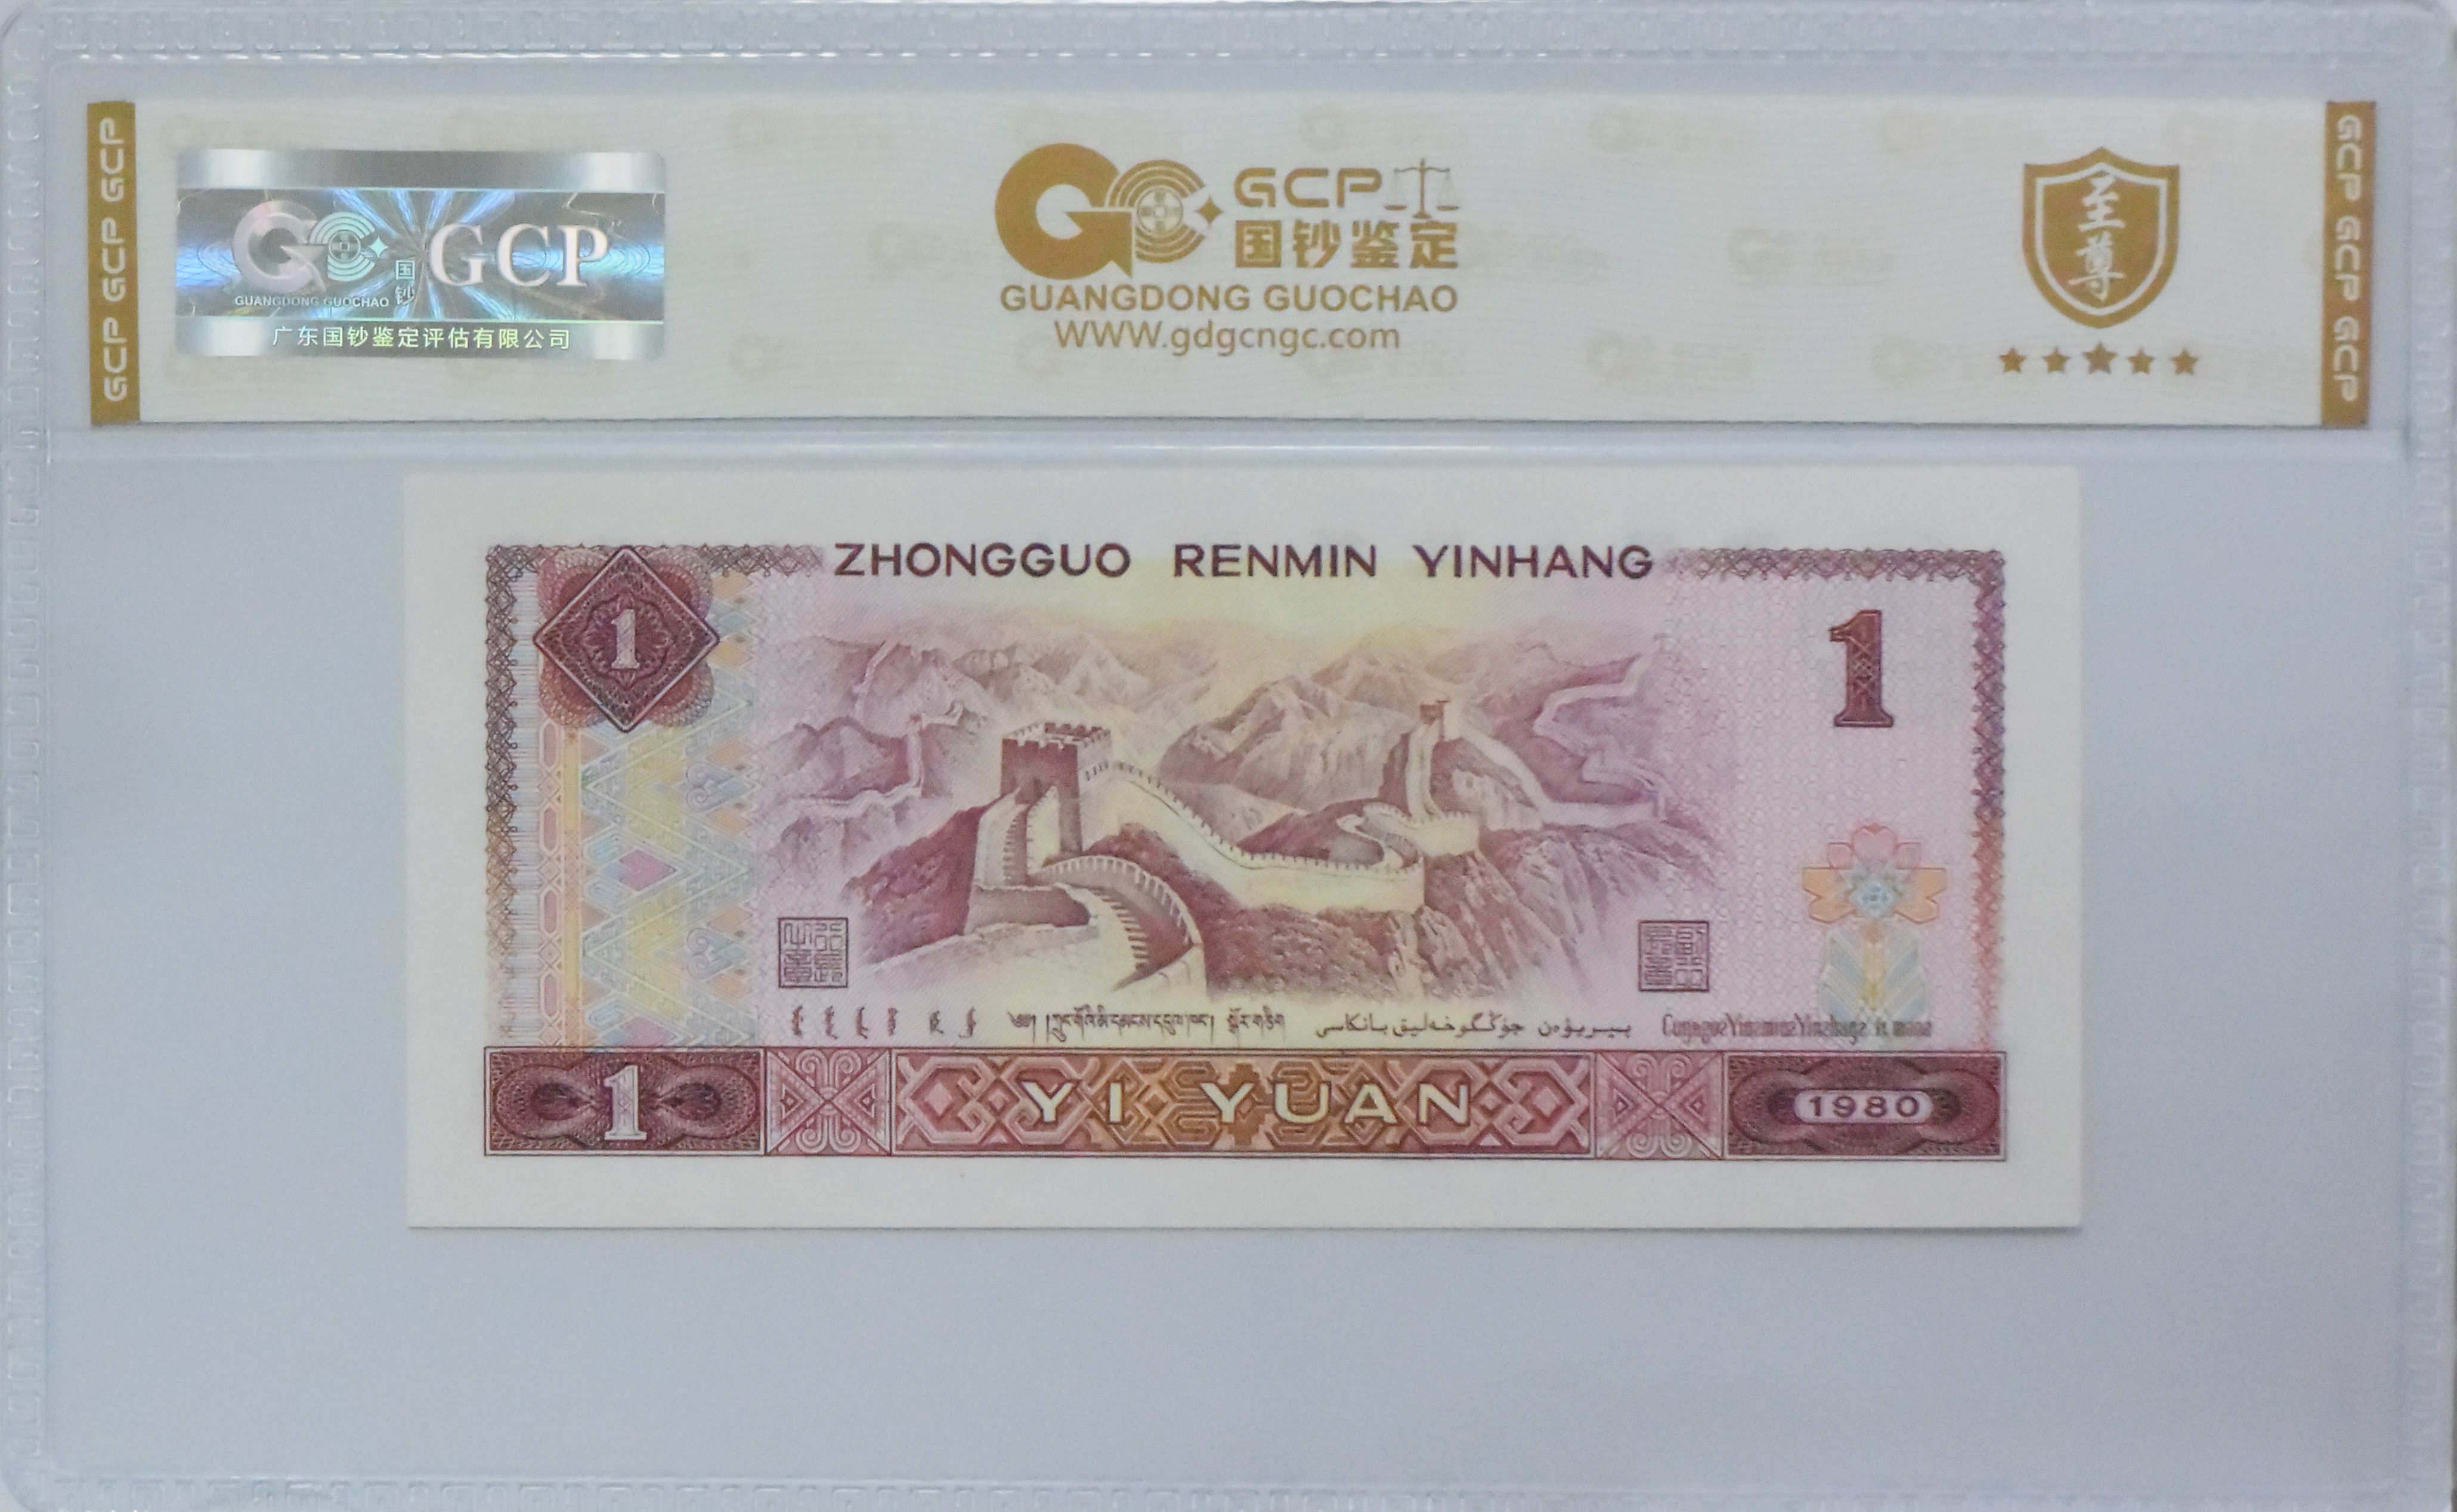 GCP GCP GCP
GCP
国钞
GUANGDONG GUOCHAO
广东国钞鉴定评估有限公司
GCP
国钞鉴定
GUANGDONG GUOCHAO
WWW.gdgcngc.com
至尊
GCP GCP GCP
ZHONGGUO RENMIN YINHANG
1
1
1
YI YUAN
1980